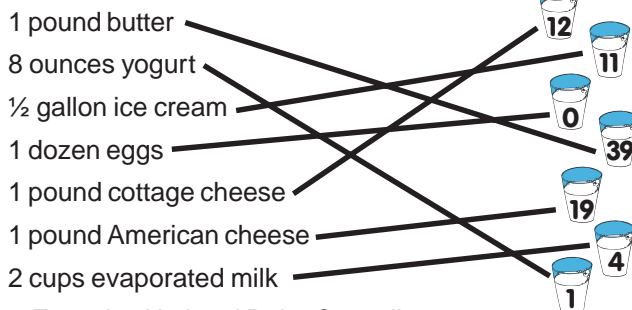 1 pound butter
8 ounces yogurt
½ gallon ice cream
1 dozen eggs
1 pound cottage cheese
1 pound American cheese
2 cups evaporated milk
12
11
0
39
19
4
1